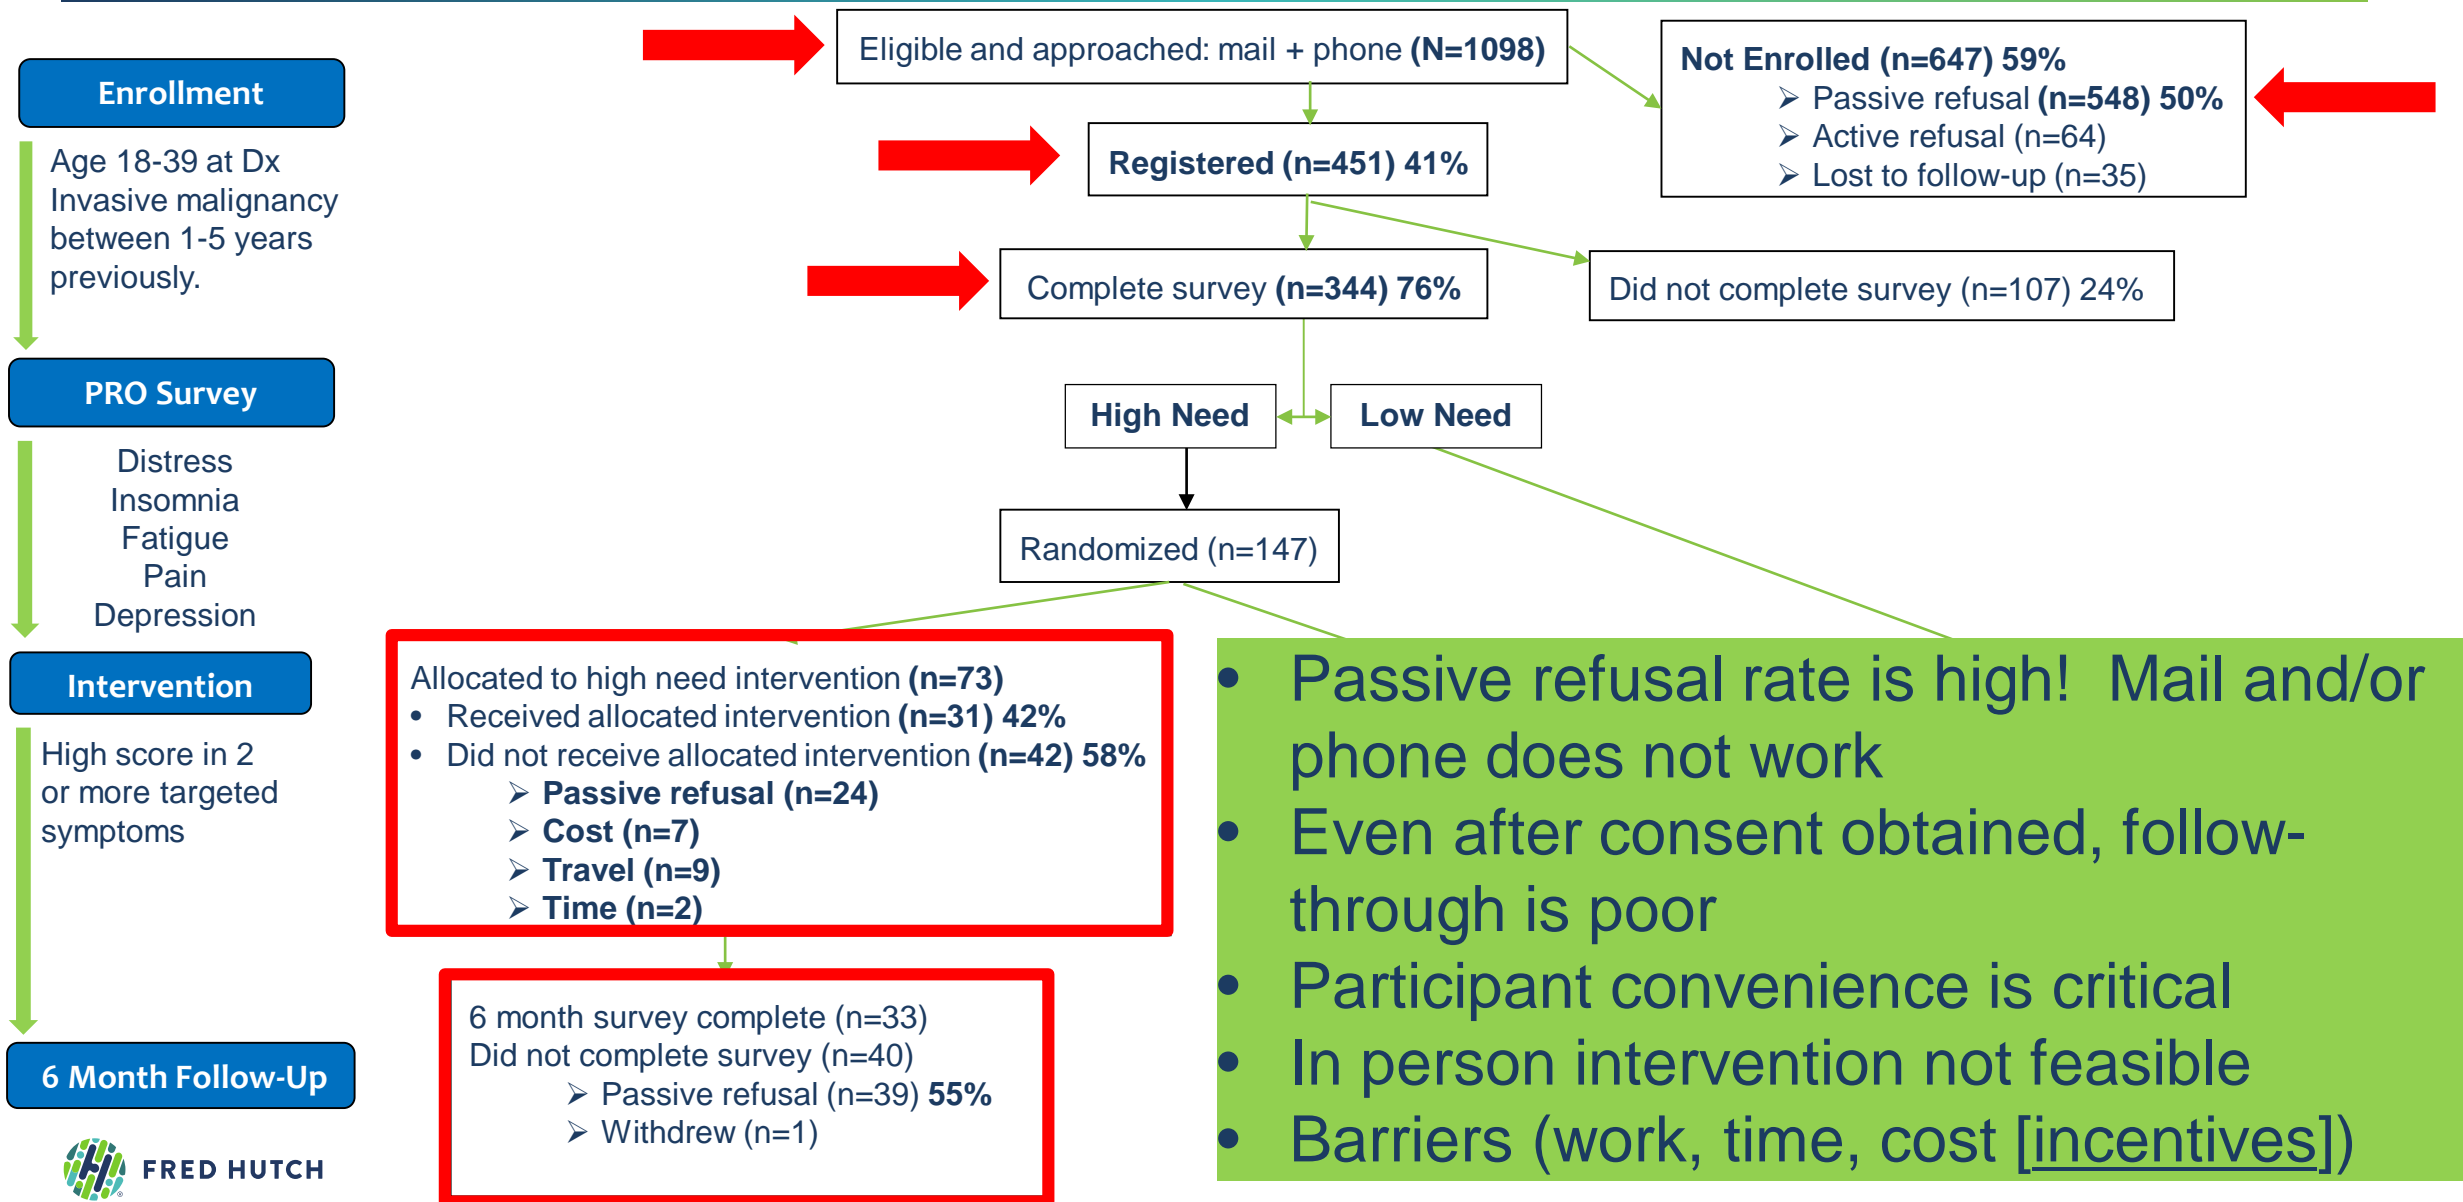 Enrollment
Age 18-39 at Dx
Invasive malignancy
between 1-5 years
previously.
PRO Survey
Distress
Insomnia
Fatigue
Pain
Depression
Intervention
High score in 2
or more targeted
symptoms
6 Month Follow-Up
FRED HUTCH
Eligible and approached: mail + phone (N=1098)
Not Enrolled (n=647) 59%
➢ Passive refusal (n=548) 50%
➢ Active refusal (n=64)
➢ Lost to follow-up (n=35)
Registered (n=451) 41%
Complete survey (n=344) 76%
Did not complete survey (n=107) 24%
High Need
Low Need
Randomized (n=147)
Allocated to high need intervention (n=73)
• Received allocated intervention (n=31) 42%
• Did not receive allocated intervention (n=42) 58%
➢ Passive refusal (n=24)
➢ Cost (n=7)
➢ Travel (n=9)
➢ Time (n=2)
6 month survey complete (n=33)
Did not complete survey (n=40)
➢ Passive refusal (n=39) 55%
➢ Withdrew (n=1)
• Passive refusal rate is high! Mail and/or
phone does not work
• Even after consent obtained, follow-
through is poor
• Participant convenience is critical
• In person intervention not feasible
• Barriers (work, time, cost [incentives])